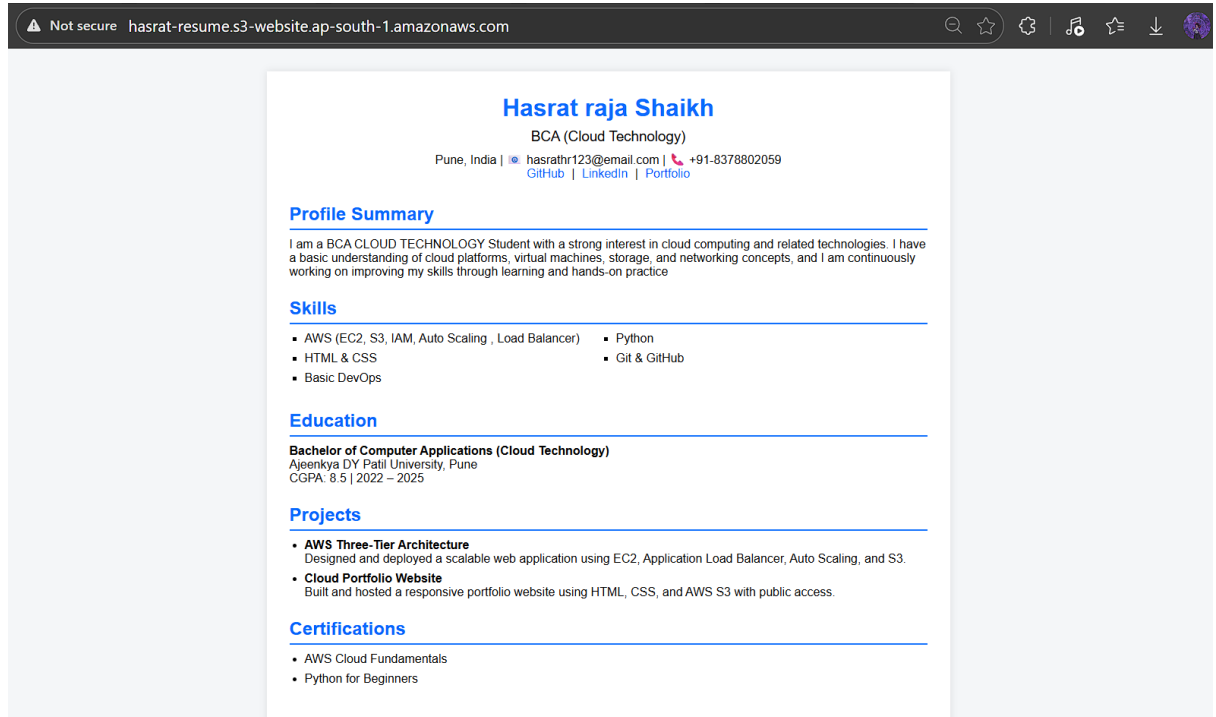 Not secure hasrat-resume.s3-website.ap-south-1.amazonaws.com
Hasrat raja Shaikh
BCA (Cloud Technology)
Pune, India | 📧 hasrathr123@email.com | 📞 +91-8378802059
GitHub | LinkedIn | Portfolio
Profile Summary
I am a BCA CLOUD TECHNOLOGY Student with a strong interest in cloud computing and related technologies. I have
a basic understanding of cloud platforms, virtual machines, storage, and networking concepts, and I am continuously
working on improving my skills through learning and hands-on practice
Skills
▪ AWS (EC2, S3, IAM, Auto Scaling , Load Balancer)
▪ HTML & CSS
▪ Basic DevOps
▪ Python
▪ Git & GitHub
Education
Bachelor of Computer Applications (Cloud Technology)
Ajeenkya DY Patil University, Pune
CGPA: 8.5 | 2022 – 2025
Projects
• AWS Three-Tier Architecture
Designed and deployed a scalable web application using EC2, Application Load Balancer, Auto Scaling, and S3.
• Cloud Portfolio Website
Built and hosted a responsive portfolio website using HTML, CSS, and AWS S3 with public access.
Certifications
• AWS Cloud Fundamentals
• Python for Beginners